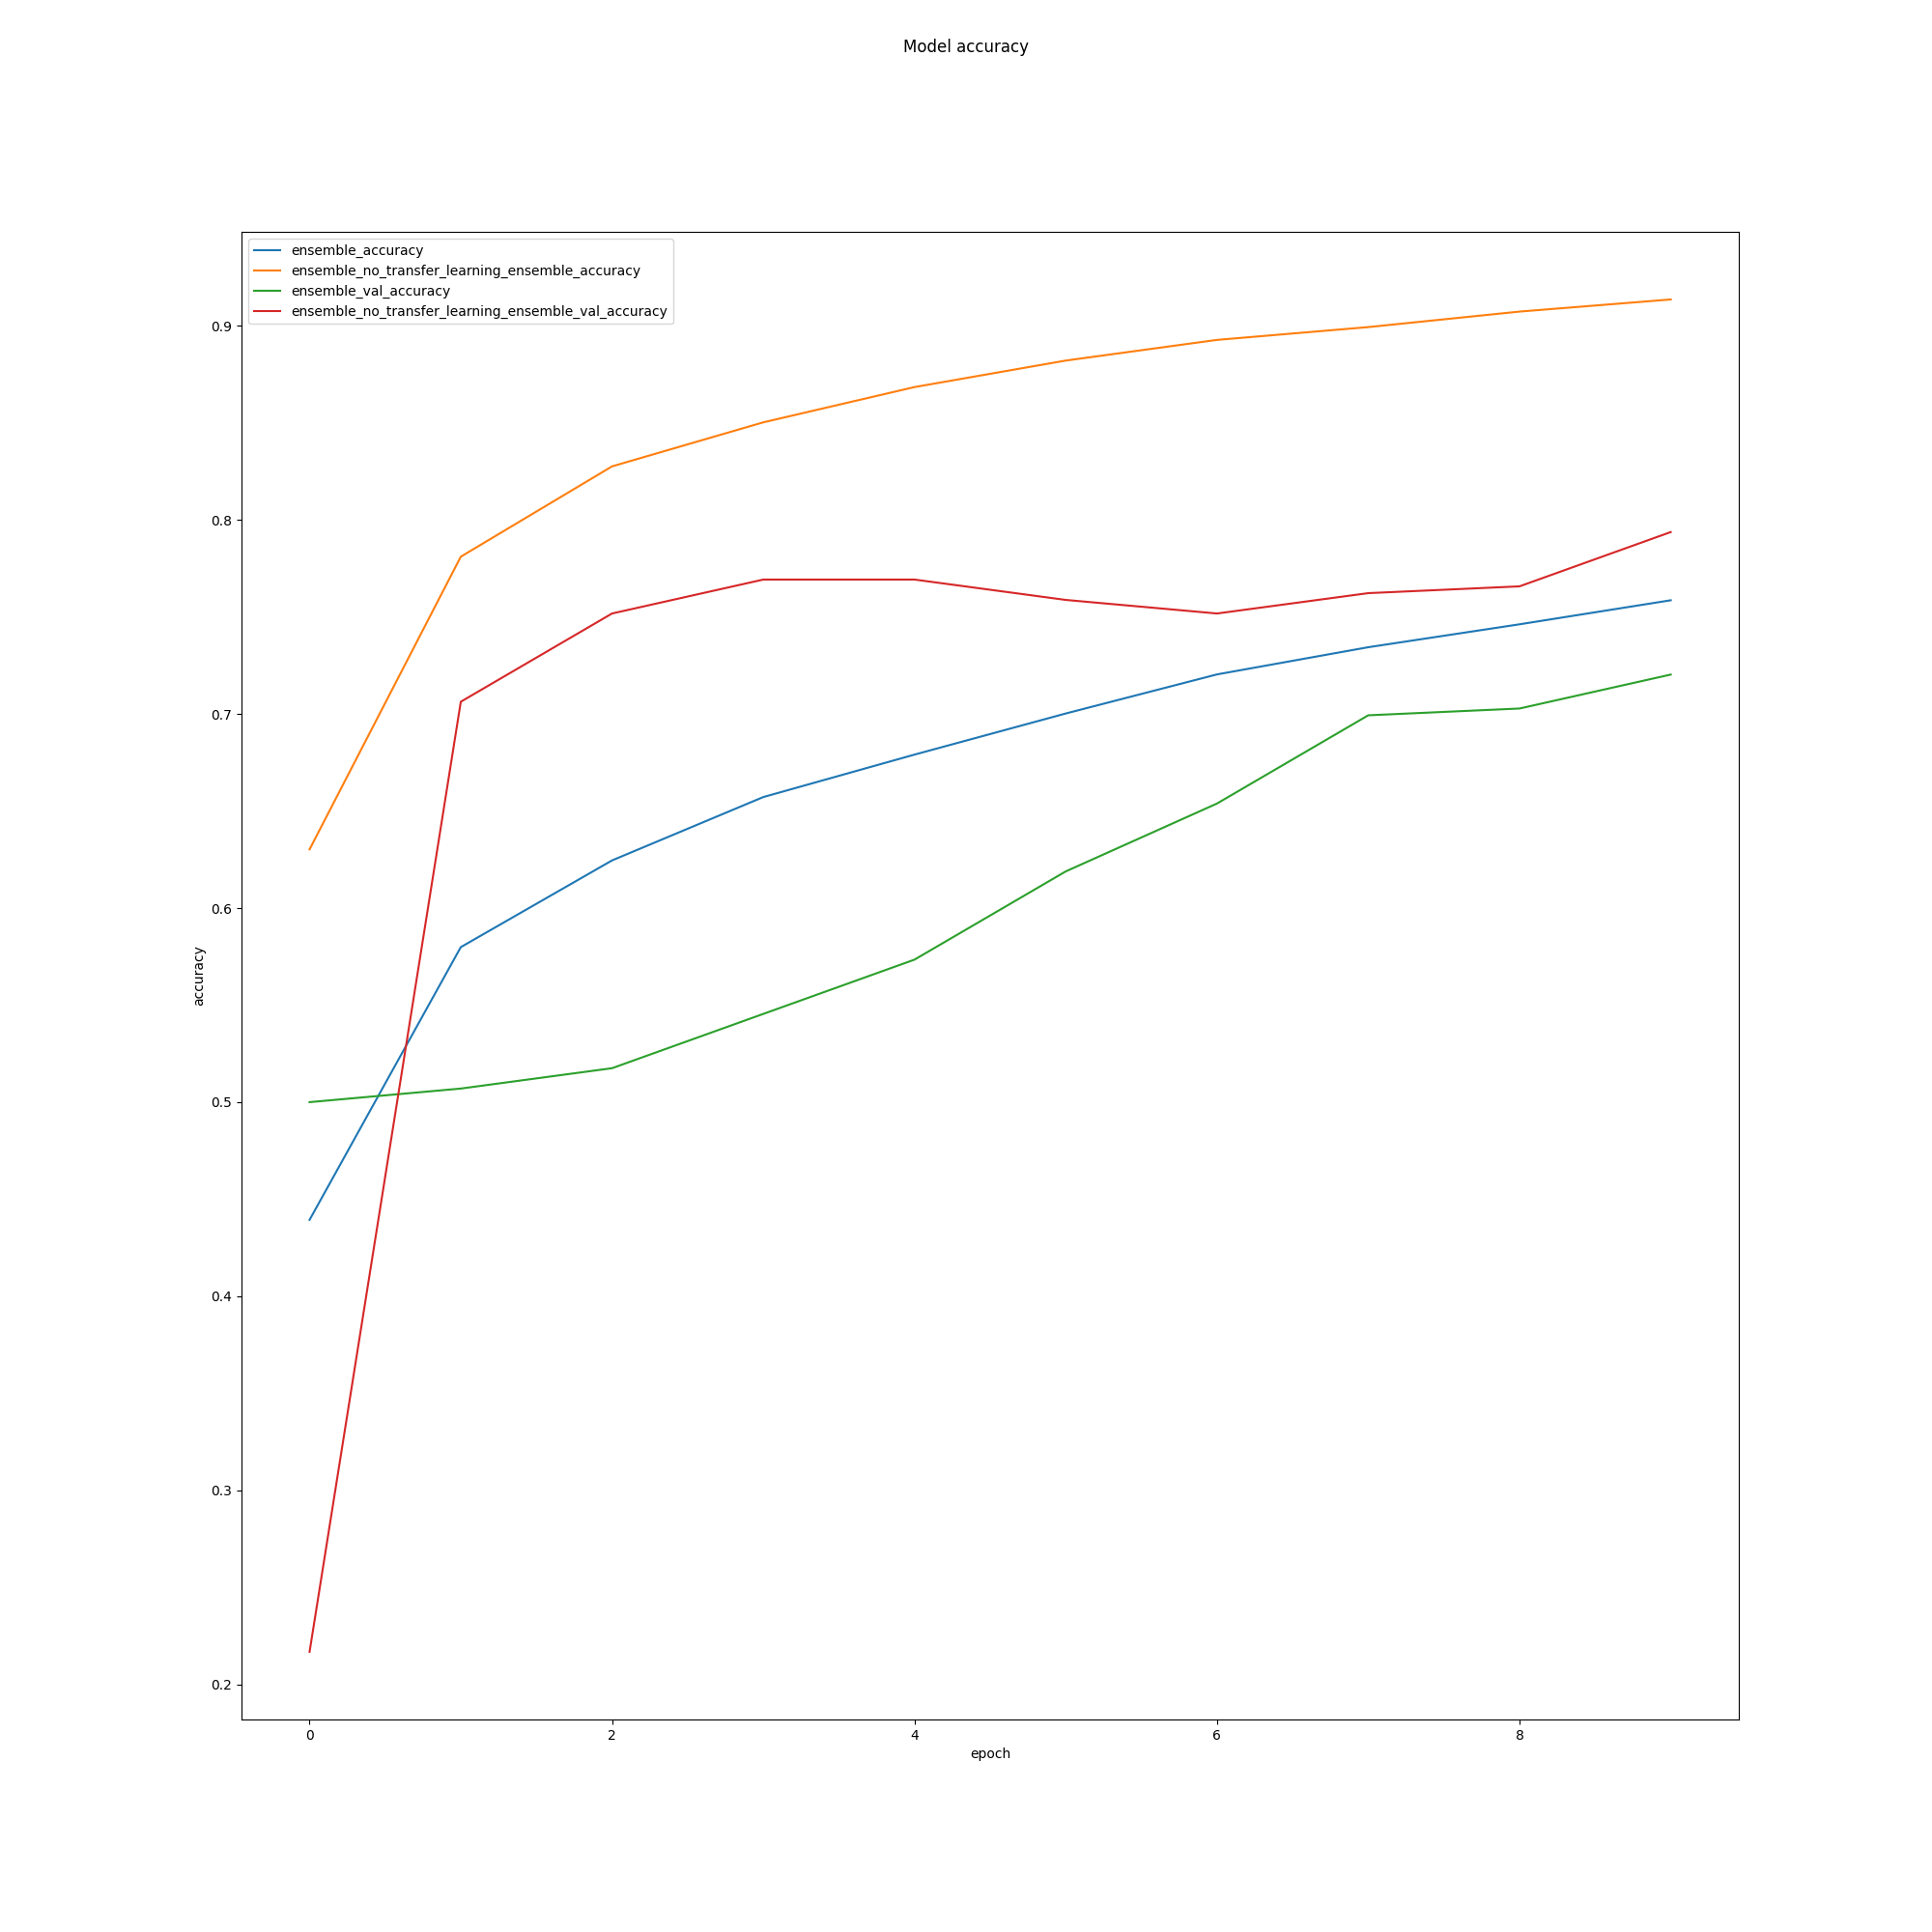 Model accuracy
ensemble_accuracy
ensemble_no_transfer_learning_ensemble_accuracy
ensemble_val_accuracy
ensemble_no_transfer_learning_ensemble_val_accuracy
0.9
0.8
0.7
0.6
0.5
0.4
0.3
0.2
accuracy
0 2 4 6 8
epoch